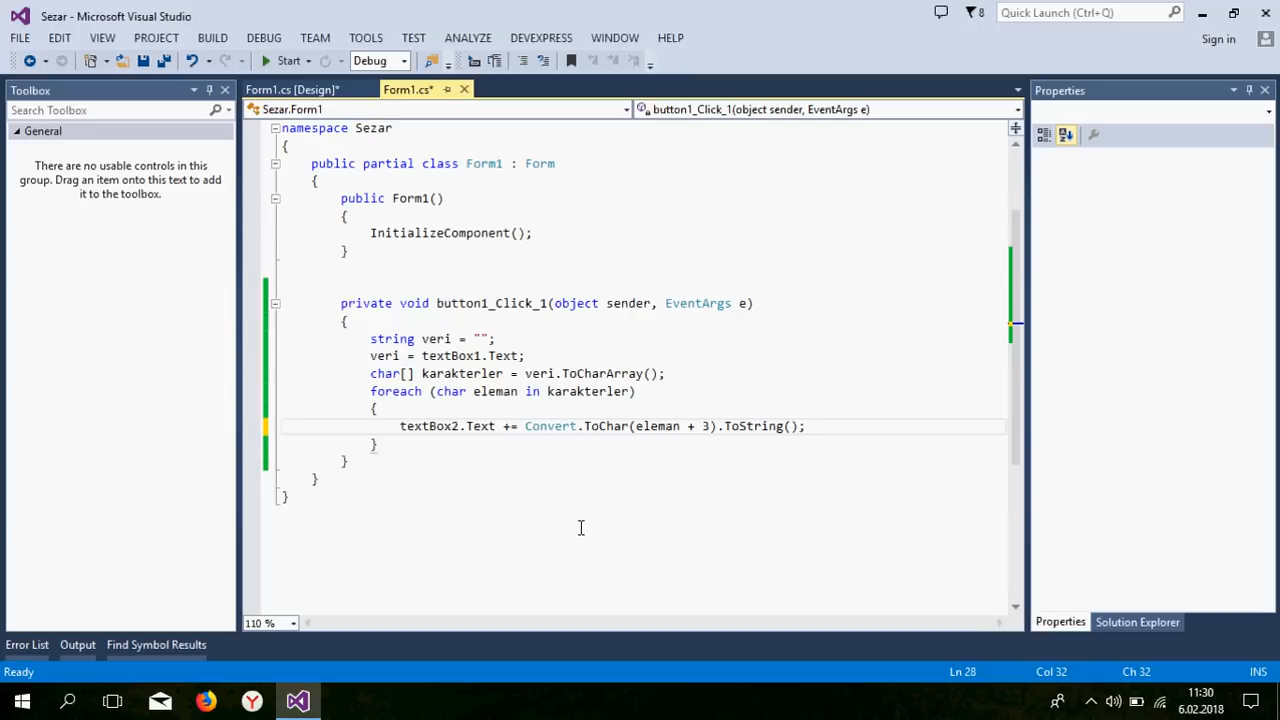 Sezar - Microsoft Visual Studio
8
Quick Launch (Ctrl+Q)
FILE EDIT VIEW PROJECT BUILD DEBUG TEAM TOOLS TEST ANALYZE DEVEXPRESS WINDOW HELP
Sign in
Start
Debug
Toolbox
Search Toolbox
General
There are no usable controls in this
group. Drag an item onto this text to add
it to the toolbox.
Form1.cs [Design]*
Form1.cs*
Sezar.Form1
button1_Click_1(object sender, EventArgs e)
namespace Sezar
{
public partial class Form1 : Form
{
public Form1()
{
InitializeComponent();
}
private void button1_Click_1(object sender, EventArgs e)
{
string veri = "";
veri = textBox1.Text;
char[] karakterler = veri.ToCharArray();
foreach (char eleman in karakterler)
{
textBox2.Text += Convert.ToChar(eleman + 3).ToString();
}
}
}
}
110 %
Properties
Properties
Solution Explorer
Error List
Output
Find Symbol Results
Ready
Ln 28
Col 32
Ch 32
INS
11:30
6.02.2018